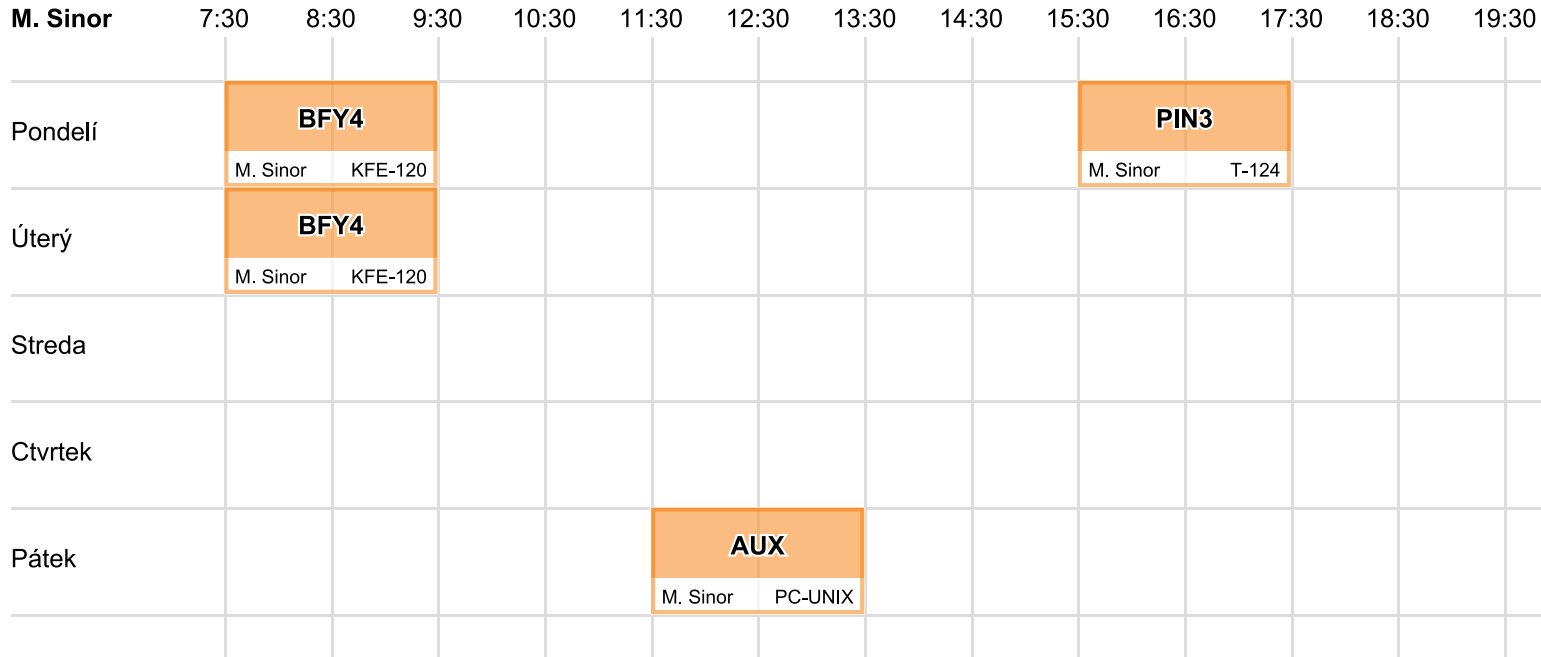 M. Sinor 7:30 8:30 9:30 10:30 11:30 12:30 13:30 14:30 15:30 16:30 17:30 18:30 19:30
Pondelí
BFY4
M. Sinor KFE-120
PIN3
M. Sinor T-124
Úterý
BFY4
M. Sinor KFE-120
Streda
Ctvrtek
Pátek
AUX
M. Sinor PC-UNIX